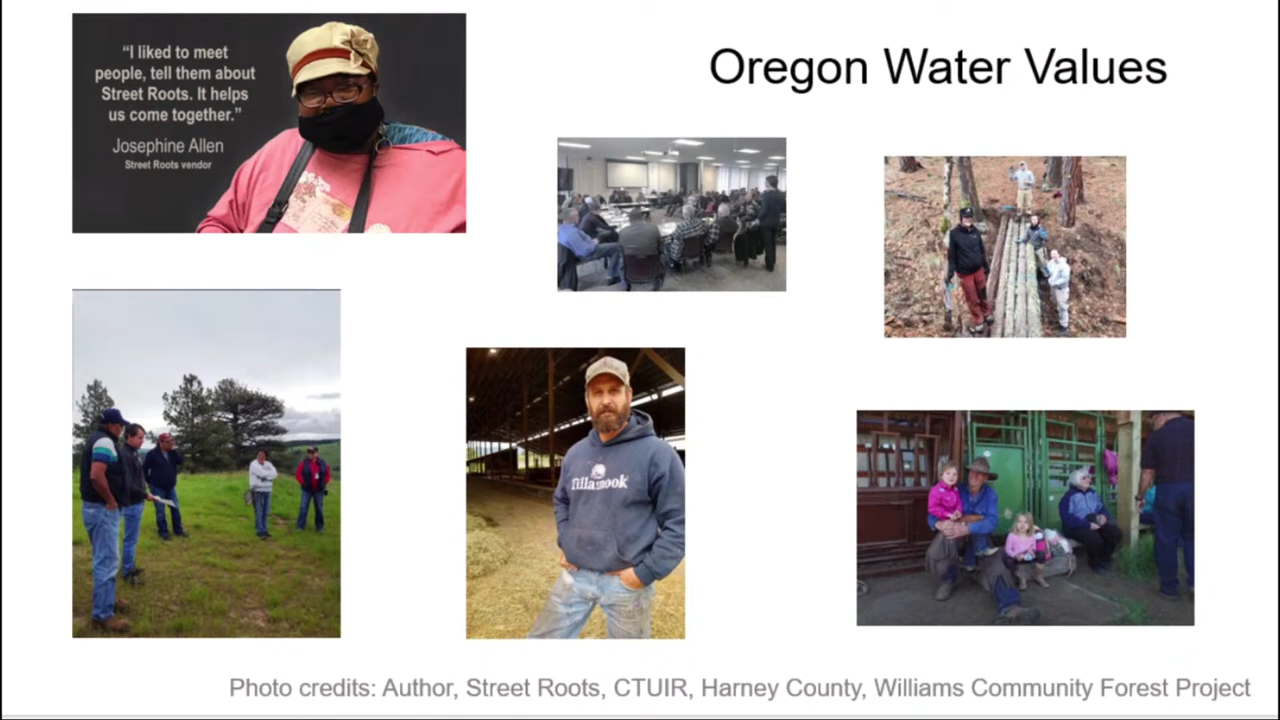 “I liked to meet
people, tell them about
Street Roots. It helps
us come together.”
Josephine Allen
Street Roots vendor
Oregon Water Values
Tillamook
Photo credits: Author, Street Roots, CTUIR, Harney County, Williams Community Forest Project